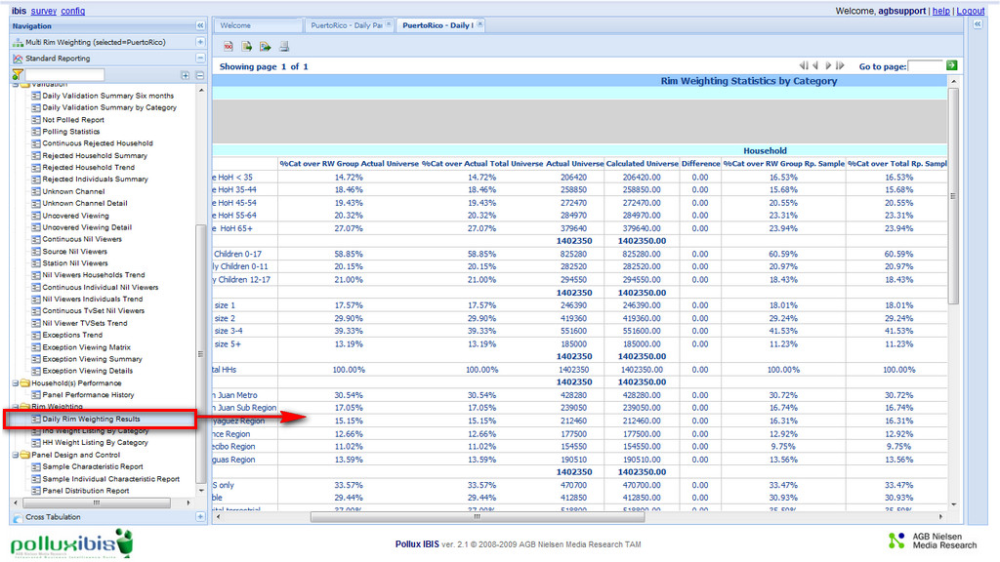 ibis survey config
Welcome, agbsupport | help | Logout
Navigation
Multi Rim Weighting (selected=PuertoRico)
Standard Reporting
Validation
Daily Validation Summary Six months
Daily Validation Summary by Category
Not Polled Report
Polling Statistics
Continuous Rejected Household
Rejected Household Summary
Rejected Household Trend
Rejected Individuals Summary
Unknown Channel
Unknown Channel Detail
Uncovered Viewing
Uncovered Viewing Detail
Continuous Nil Viewers
Source Nil Viewers
Station Nil Viewers
Nil Viewers Households Trend
Continuous Individual Nil Viewers
Nil Viewers Individuals Trend
Continuous TvSet Nil Viewers
Nil Viewer TVSets Trend
Exceptions Trend
Exception Viewing Matrix
Exception Viewing Summary
Exception Viewing Details
Household(s) Performance
Panel Performance History
Rim Weighting
Daily Rim Weighting Results
Ind Weight Listing By Category
HH Weight Listing By Category
Panel Design and Control
Sample Characteristic Report
Sample Individual Characteristic Report
Panel Distribution Report
Cross Tabulation
Welcome PuertoRico - Daily Pa PuertoRico - Daily
Showing page 1 of 1 Go to page:
Rim Weighting Statistics by Category
Household
%Cat over RW Group Actual Universe %Cat over Actual Total Universe Actual Universe Calculated Universe Difference %Cat over RW Group Rp. Sample %Cat over Total Rp. Sampl
e HoH < 35 14.72% 14.72% 206420 206420.00 0.00 16.53% 16.53%
e HoH 35-44 18.46% 18.46% 258850 258850.00 0.00 15.68% 15.68%
e HoH 45-54 19.43% 19.43% 272470 272470.00 0.00 20.55% 20.55%
e HoH 55-64 20.32% 20.32% 284970 284970.00 0.00 23.31% 23.31%
e HoH 65+ 27.07% 27.07% 379640 379640.00 0.00 23.94% 23.94%
1402350 1402350.00
Children 0-17 58.85% 58.85% 825280 825280.00 0.00 60.59% 60.59%
ly Children 0-11 20.15% 20.15% 282520 282520.00 0.00 20.97% 20.97%
y Children 12-17 21.00% 21.00% 294550 294550.00 0.00 18.43% 18.43%
1402350 1402350.00
size 1 17.57% 17.57% 246390 246390.00 0.00 18.01% 18.01%
size 2 29.90% 29.90% 419360 419360.00 0.00 29.24% 29.24%
size 3-4 39.33% 39.33% 551600 551600.00 0.00 41.53% 41.53%
size 5+ 13.19% 13.19% 185000 185000.00 0.00 11.23% 11.23%
1402350 1402350.00
tal HHs 100.00% 100.00% 1402350 1402350.00 0.00 100.00% 100.00%
1402350 1402350.00
n Juan Metro 30.54% 30.54% 428280 428280.00 0.00 30.72% 30.72%
n Juan Sub Region 17.05% 17.05% 239050 239050.00 0.00 16.74% 16.74%
yaguez Region 15.15% 15.15% 212460 212460.00 0.00 16.31% 16.31%
nce Region 12.66% 12.66% 177500 177500.00 0.00 12.92% 12.92%
ecibo Region 11.02% 11.02% 154550 154550.00 0.00 9.75% 9.75%
guas Region 13.59% 13.59% 190510 190510.00 0.00 13.56% 13.56%
1402350 1402350.00
S only 33.57% 33.57% 470700 470700.00 0.00 33.47% 33.47%
ble 29.44% 29.44% 412850 412850.00 0.00 30.93% 30.93%
ital terrestrial 37.00% 37.00% 518800 518800.00 0.00 35.59% 35.59%
polluxibis
Pollux IBIS ver. 2.1 © 2008-2009 AGB Nielsen Media Research TAM
AGB Nielsen
Media Research